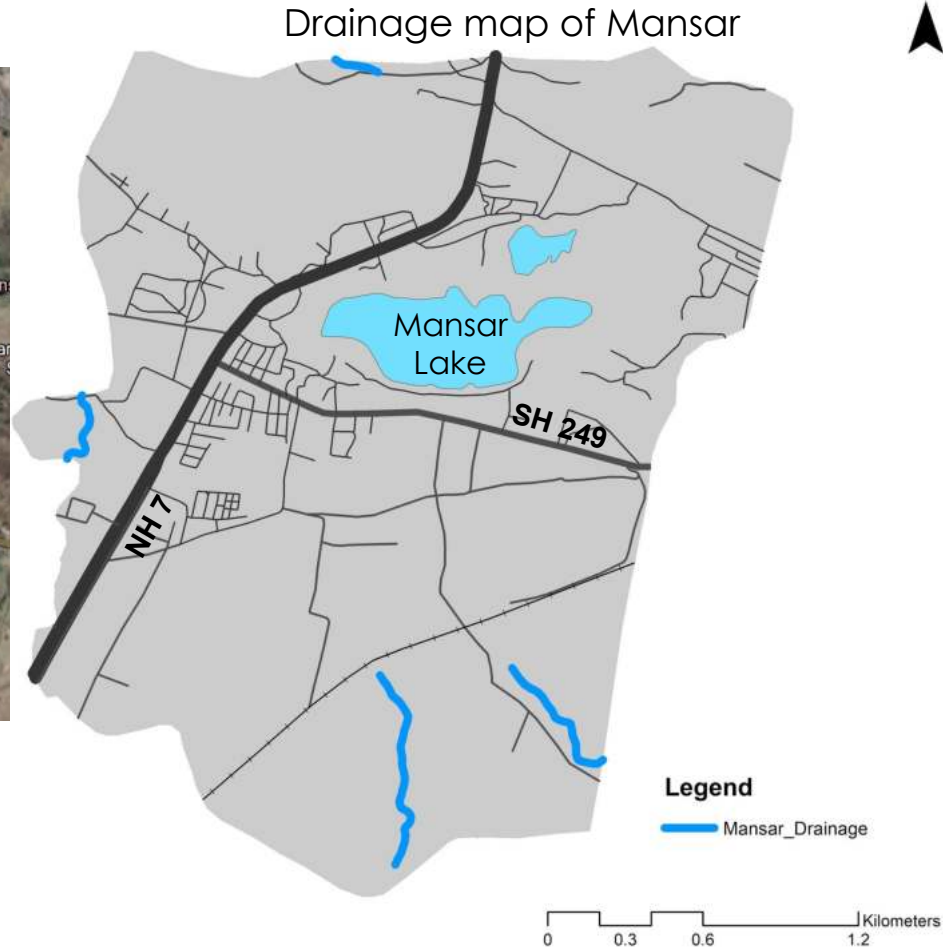 Drainage map of Mansar
Mansar
Lake
SH 249
NH 7
Legend
Mansar_Drainage
Kilometers
0 0.3 0.6 1.2